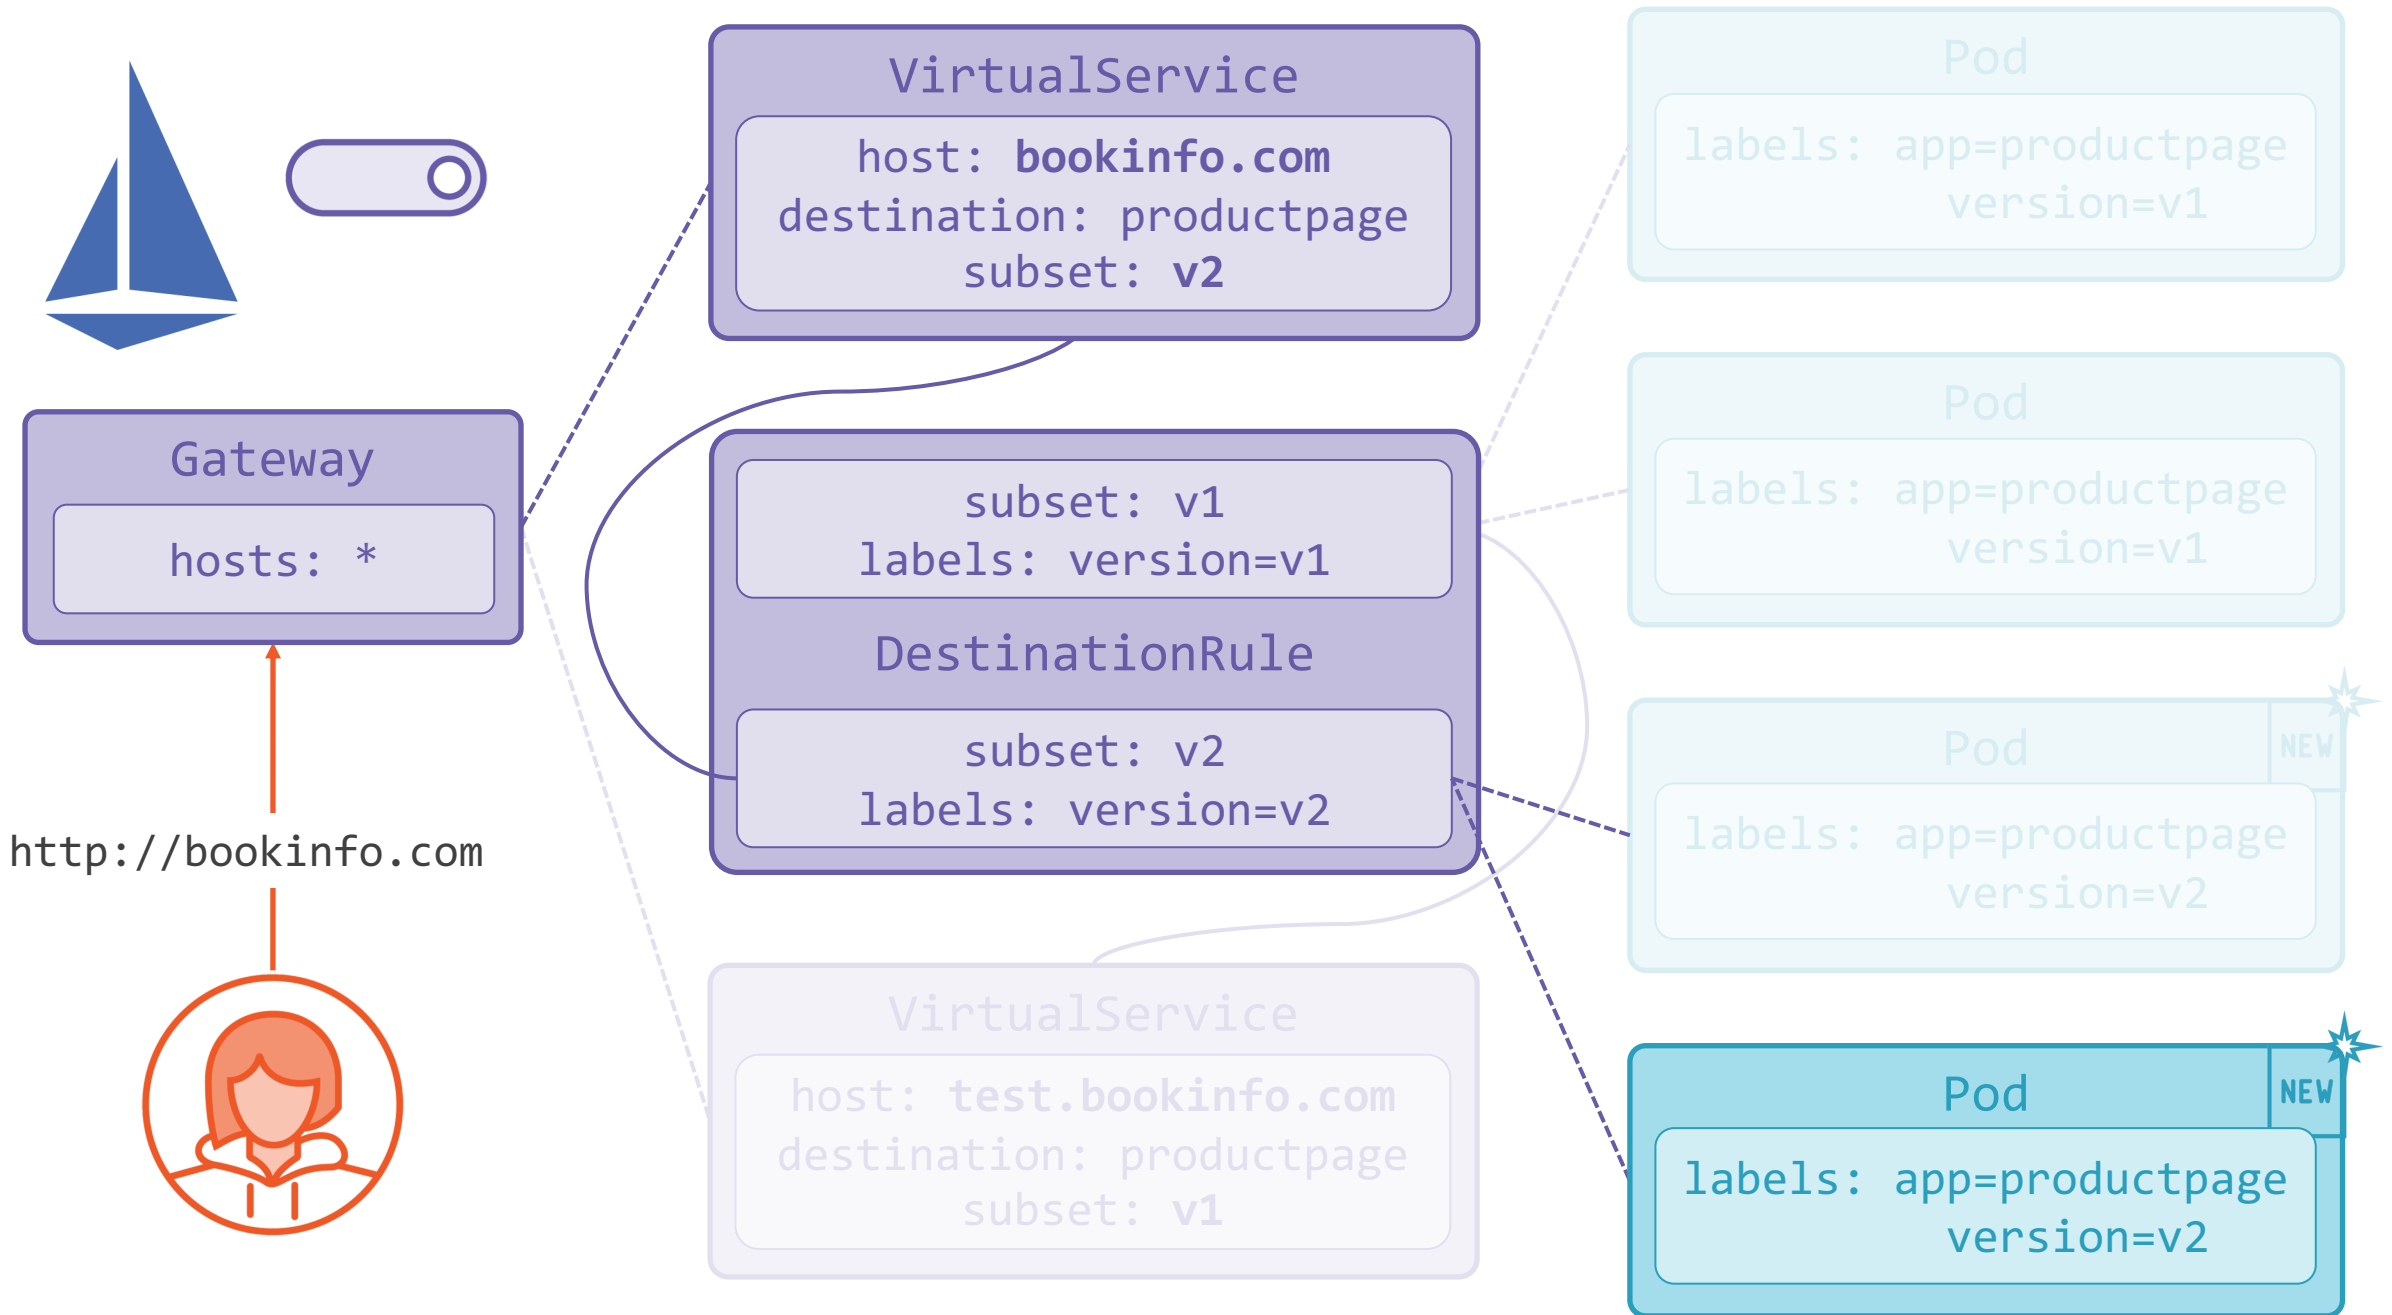 VirtualService
host: bookinfo.com
destination: productpage
subset: v2
Gateway
hosts: *
http://bookinfo.com
subset: v1
labels: version=v1
DestinationRule
subset: v2
labels: version=v2
VirtualService
host: test.bookinfo.com
destination: productpage
subset: v1
Pod
labels: app=productpage
version=v1
Pod
labels: app=productpage
version=v1
Pod
NEW
labels: app=productpage
version=v2
Pod
NEW
labels: app=productpage
version=v2